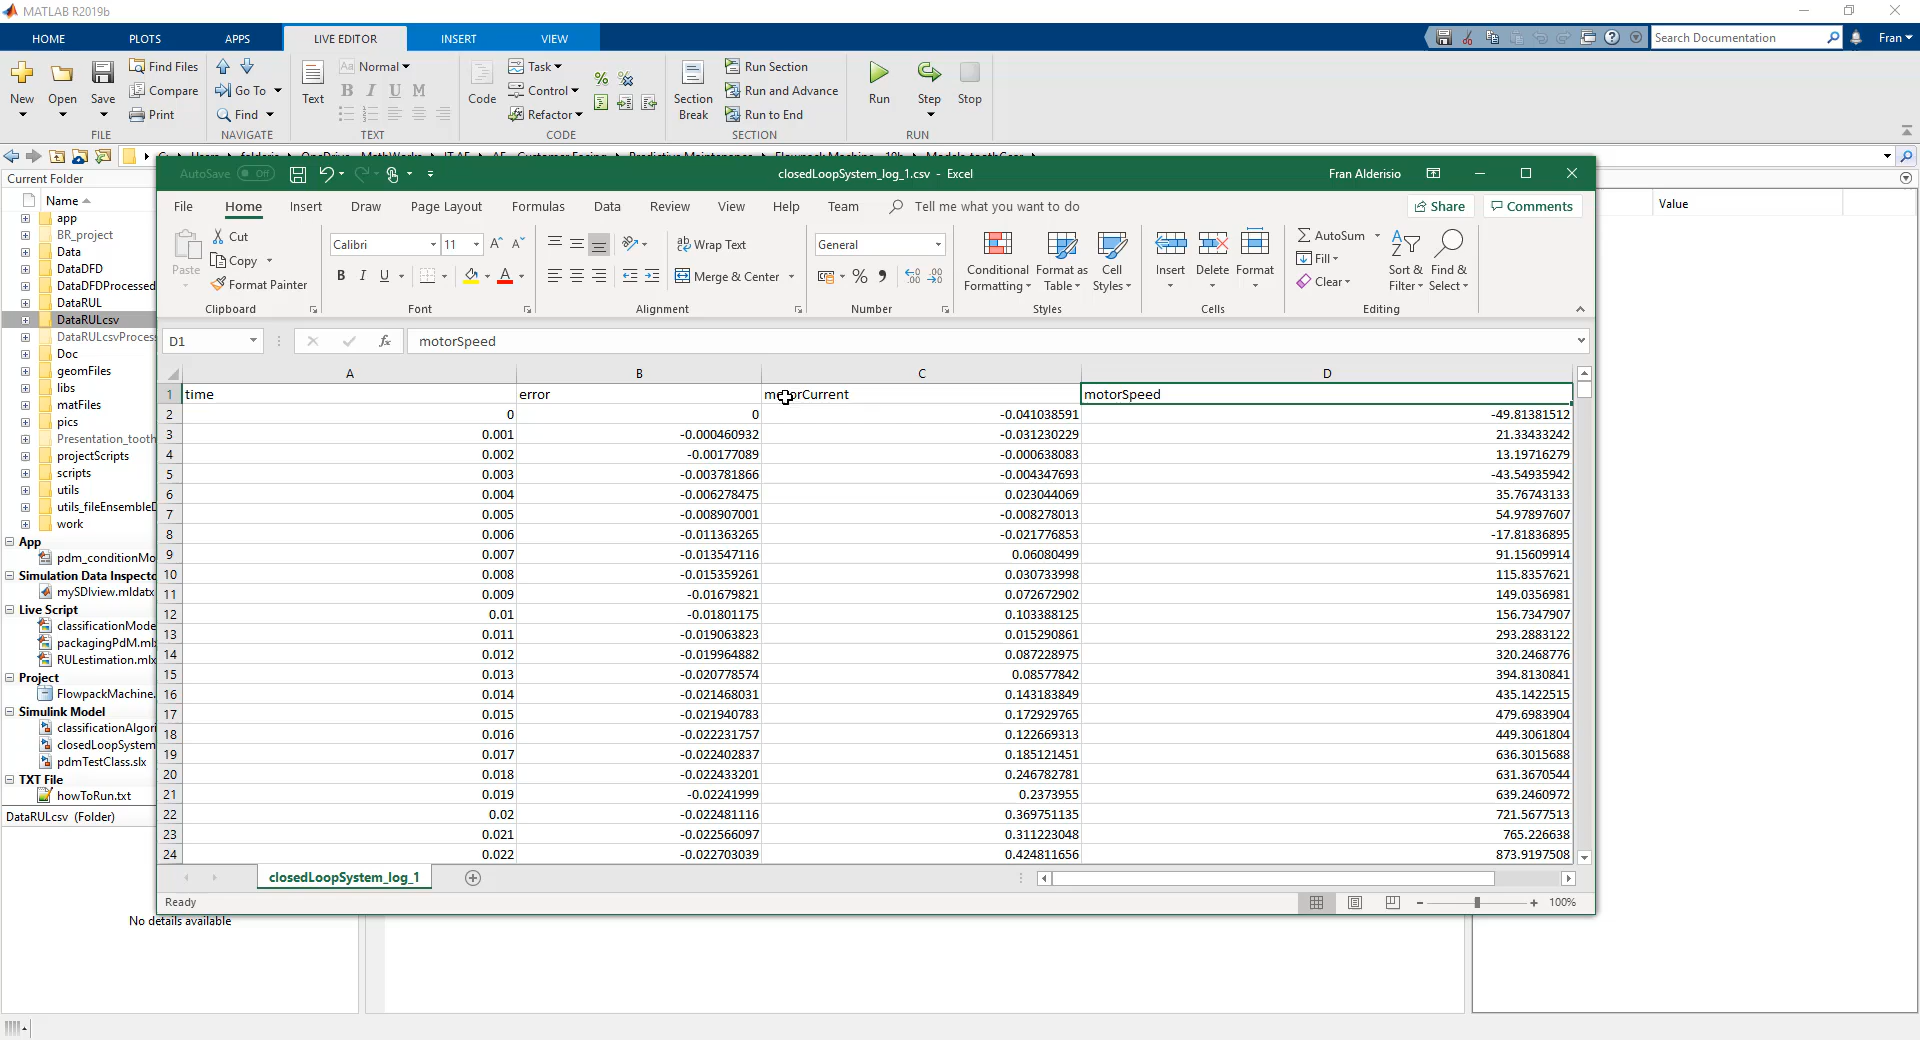 MATLAB R2019b
HOME PLOTS APPS LIVE EDITOR INSERT VIEW
Search Documentation
Fran
New Open Save
Find Files
Compare
Print
FILE
Go To
Find
NAVIGATE
Text
Aa Normal
B I U M
TEXT
Code
Task
Control
Refactor
CODE
Section
Break
Run Section
Run and Advance
Run to End
SECTION
Run Step Stop
RUN
Current Folder
Name
app
BR_project
Data
DataDFD
DataDFDProcessed
DataRUL
DataRULcsv
DataRULcsvProces
Doc
geomFiles
libs
matFiles
pics
Presentation_tooth
projectScripts
scripts
utils
utils_fileEnsembleD
work
App
pdm_conditionMo
Simulation Data Inspecto
mySDIview.mldatx
Live Script
classificationMode
packagingPdM.mlx
RULestimation.mlx
Project
FlowpackMachine.
Simulink Model
classificationAlgori
closedLoopSystem
pdmTestClass.slx
TXT File
howToRun.txt
DataRULcsv (Folder)
No details available
Value
AutoSave Off
closedLoopSystem_log_1.csv - Excel
Fran Alderisio
File Home Insert Draw Page Layout Formulas Data Review View Help Team Tell me what you want to do
Share Comments
Paste
Cut
Copy
Format Painter
Clipboard
Calibri 11
B I U
Font
Wrap Text
Merge & Center
Alignment
General
Number
Conditional
Formatting
Format as
Table
Cell
Styles
Styles
Insert Delete Format
Cells
AutoSum
Fill
Clear
Sort &
Filter
Find &
Select
Editing
D1 fx motorSpeed
A B C D
1 time error motorCurrent motorSpeed
2 0 0 -0.041038591 -49.81381512
3 0.001 -0.000460932 -0.031230229 21.33433242
4 0.002 -0.00177089 -0.000638083 13.19716279
5 0.003 -0.003781866 -0.004347693 -43.54935942
6 0.004 -0.006278475 0.023044069 35.76743133
7 0.005 -0.008907001 -0.008278013 54.97897607
8 0.006 -0.011363265 -0.021776853 -17.81836895
9 0.007 -0.013547116 0.06080499 91.15609914
10 0.008 -0.015359261 0.030733998 115.8357621
11 0.009 -0.01679821 0.072672902 149.0356981
12 0.01 -0.01801175 0.103388125 156.7347907
13 0.011 -0.019063823 0.015290861 293.2883122
14 0.012 -0.019964882 0.087228975 320.2468776
15 0.013 -0.020778574 0.08577842 394.8130841
16 0.014 -0.021468031 0.143183849 435.1422515
17 0.015 -0.021940783 0.172929765 479.6983904
18 0.016 -0.022231757 0.122669313 449.3061804
19 0.017 -0.022402837 0.185121451 636.3015688
20 0.018 -0.022433201 0.246782781 631.3670544
21 0.019 -0.02241999 0.2373955 639.2460972
22 0.02 -0.022481116 0.369751135 721.5677513
23 0.021 -0.022566097 0.311223048 765.226638
24 0.022 -0.022703039 0.424811656 873.9197508
closedLoopSystem_log_1
Ready
100%